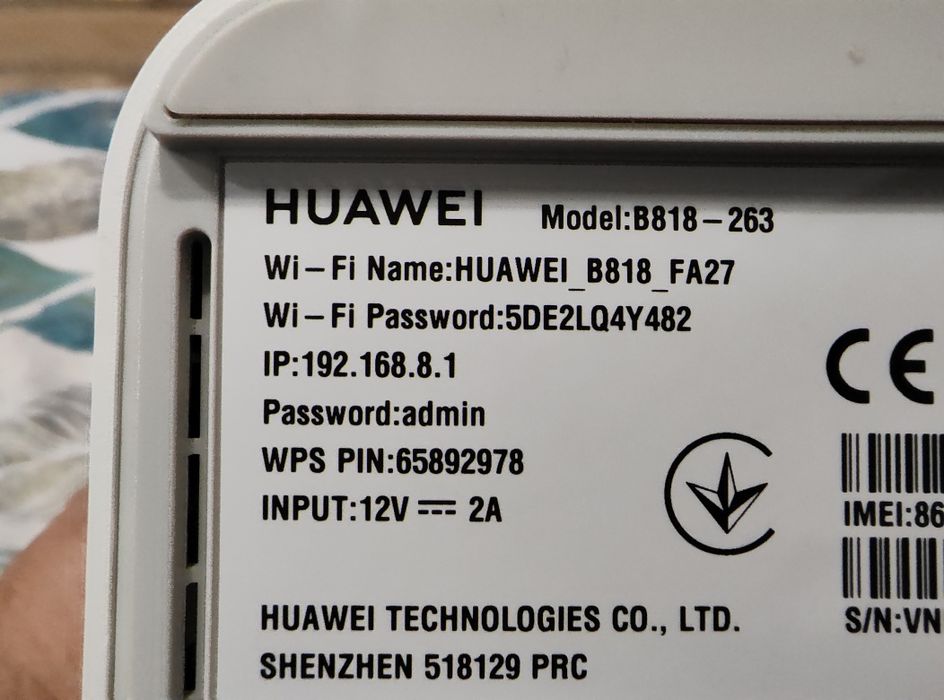 HUAWEI Model:B818-263
Wi-Fi Name:HUAWEI_B818_FA27
Wi-Fi Password:5DE2LQ4Y482
IP:192.168.8.1
Password:admin
WPS PIN:65892978
INPUT:12V ⎓ 2A
CE
IMEI:86
S/N:VN
HUAWEI TECHNOLOGIES CO., LTD.
SHENZHEN 518129 PRC